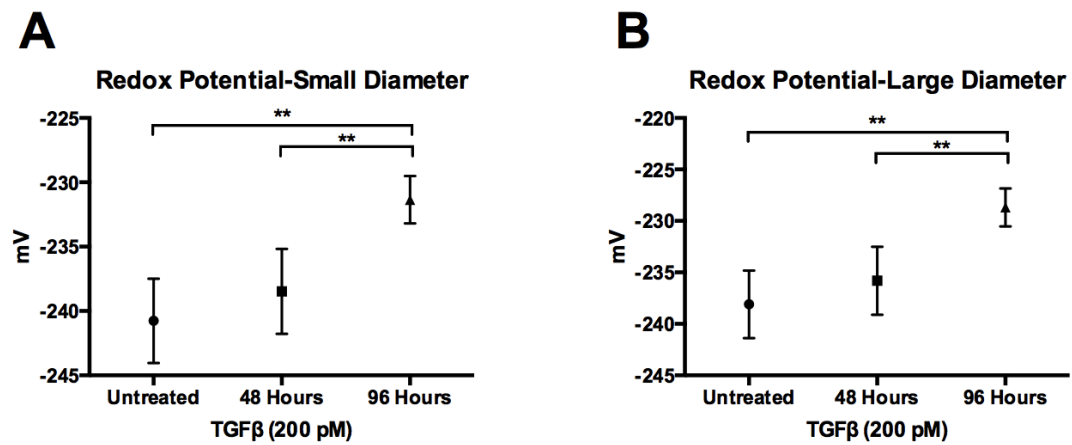 A
Redox Potential-Small Diameter
**
**
-225
-230
-235
-240
-245
mV
Untreated 48 Hours 96 Hours
TGFβ (200 pM)
B
Redox Potential-Large Diameter
**
**
-220
-225
-230
-235
-240
-245
mV
Untreated 48 Hours 96 Hours
TGFβ (200 pM)